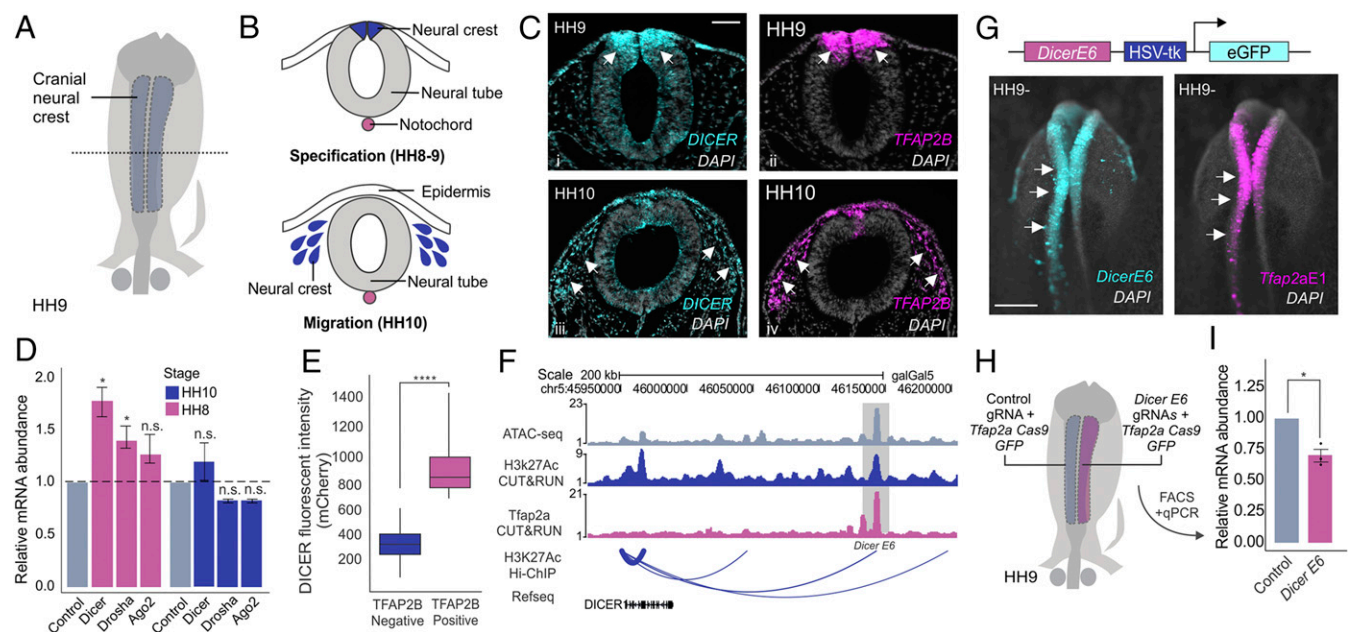 A
Cranial
neural
crest
HH9
B
Neural crest
Neural tube
Notochord
Specification (HH8-9)
Epidermis
Neural crest
Neural tube
Migration (HH10)
C
HH9
DICER
DAPI
i
HH9
TFAP2B
DAPI
ii
HH10
DICER
DAPI
iii
HH10
TFAP2B
DAPI
iv
D
Relative mRNA abundance
2.0
1.5
1.0
0.5
0.0
Stage
HH10
HH8
*
*
n.s.
n.s.
n.s.
n.s.
Control
Dicer
Drosha
Ago2
Control
Dicer
Drosha
Ago2
E
DICER fluorescent intensity
(mCherry)
1400
1200
1000
800
600
400
200
****
TFAP2B
Negative
TFAP2B
Positive
F
Scale
200 kb
galGal5
chr5:45950000
46000000
46050000
46100000
46150000
46200000
23
ATAC-seq
1
9
H3k27Ac
CUT&RUN
1
21
Tfap2a
CUT&RUN
1
Dicer E6
H3K27Ac
Hi-ChIP
Refseq
DICER1
G
DicerE6
HSV-tk
eGFP
HH9-
DicerE6
DAPI
HH9-
Tfap2aE1
DAPI
H
Control
gRNA +
Tfap2a Cas9
GFP
Dicer E6
gRNAs +
Tfap2a Cas9
GFP
FACS
+qPCR
HH9
I
Relative mRNA abundance
1.25
1.00
0.75
0.50
0.25
0.00
*
Control
Dicer E6